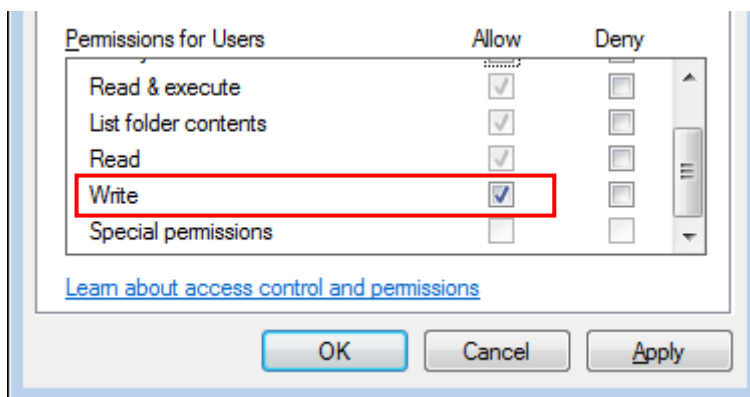 Permissions for Users Allow Deny
Read & execute
List folder contents
Read
Write
Special permissions
Learn about access control and permissions
OK Cancel Apply